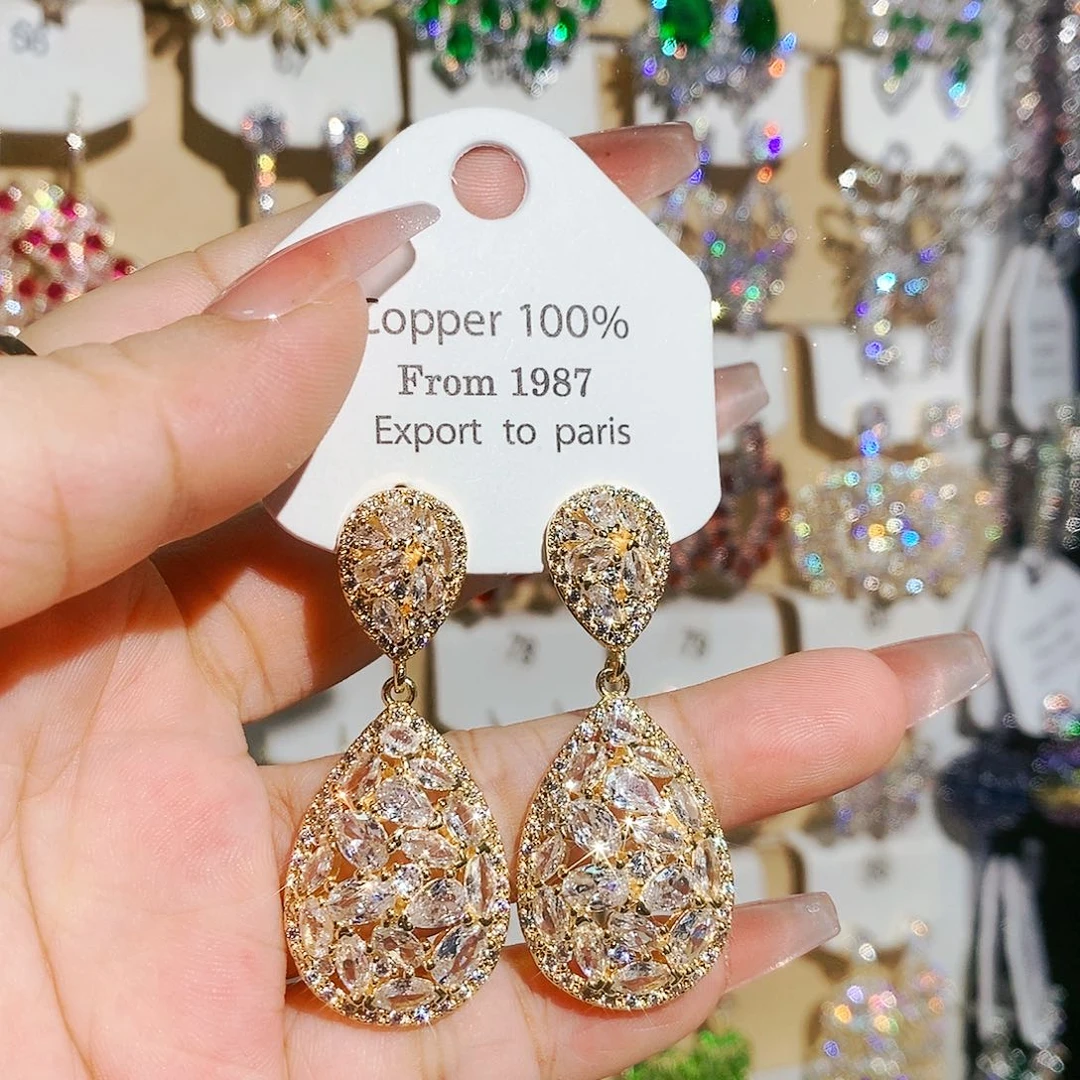 Copper 100%
From 1987
Export to paris